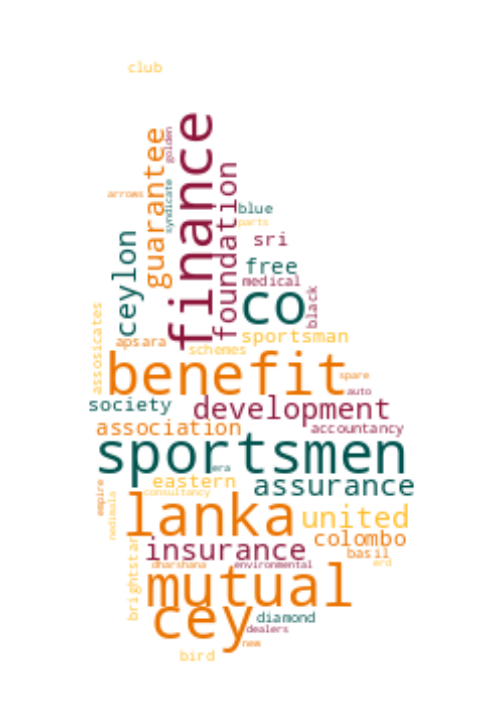 club
golden
finance
guarantee
foundation
syndicate
arrows
blue
parts
ceylon
sri
free
medical
co
black
assosicates
sportsman
apsara
schemes
benefit
spare
auto
society
development
association
accountancy
sportsmen
era
eastern
assurance
consultancy
empire
nedimala
lanka
united
colombo
insurance
basil
erd
brightstar
dharshana
environmental
mutual
cey
diamond
dealers
new
bird